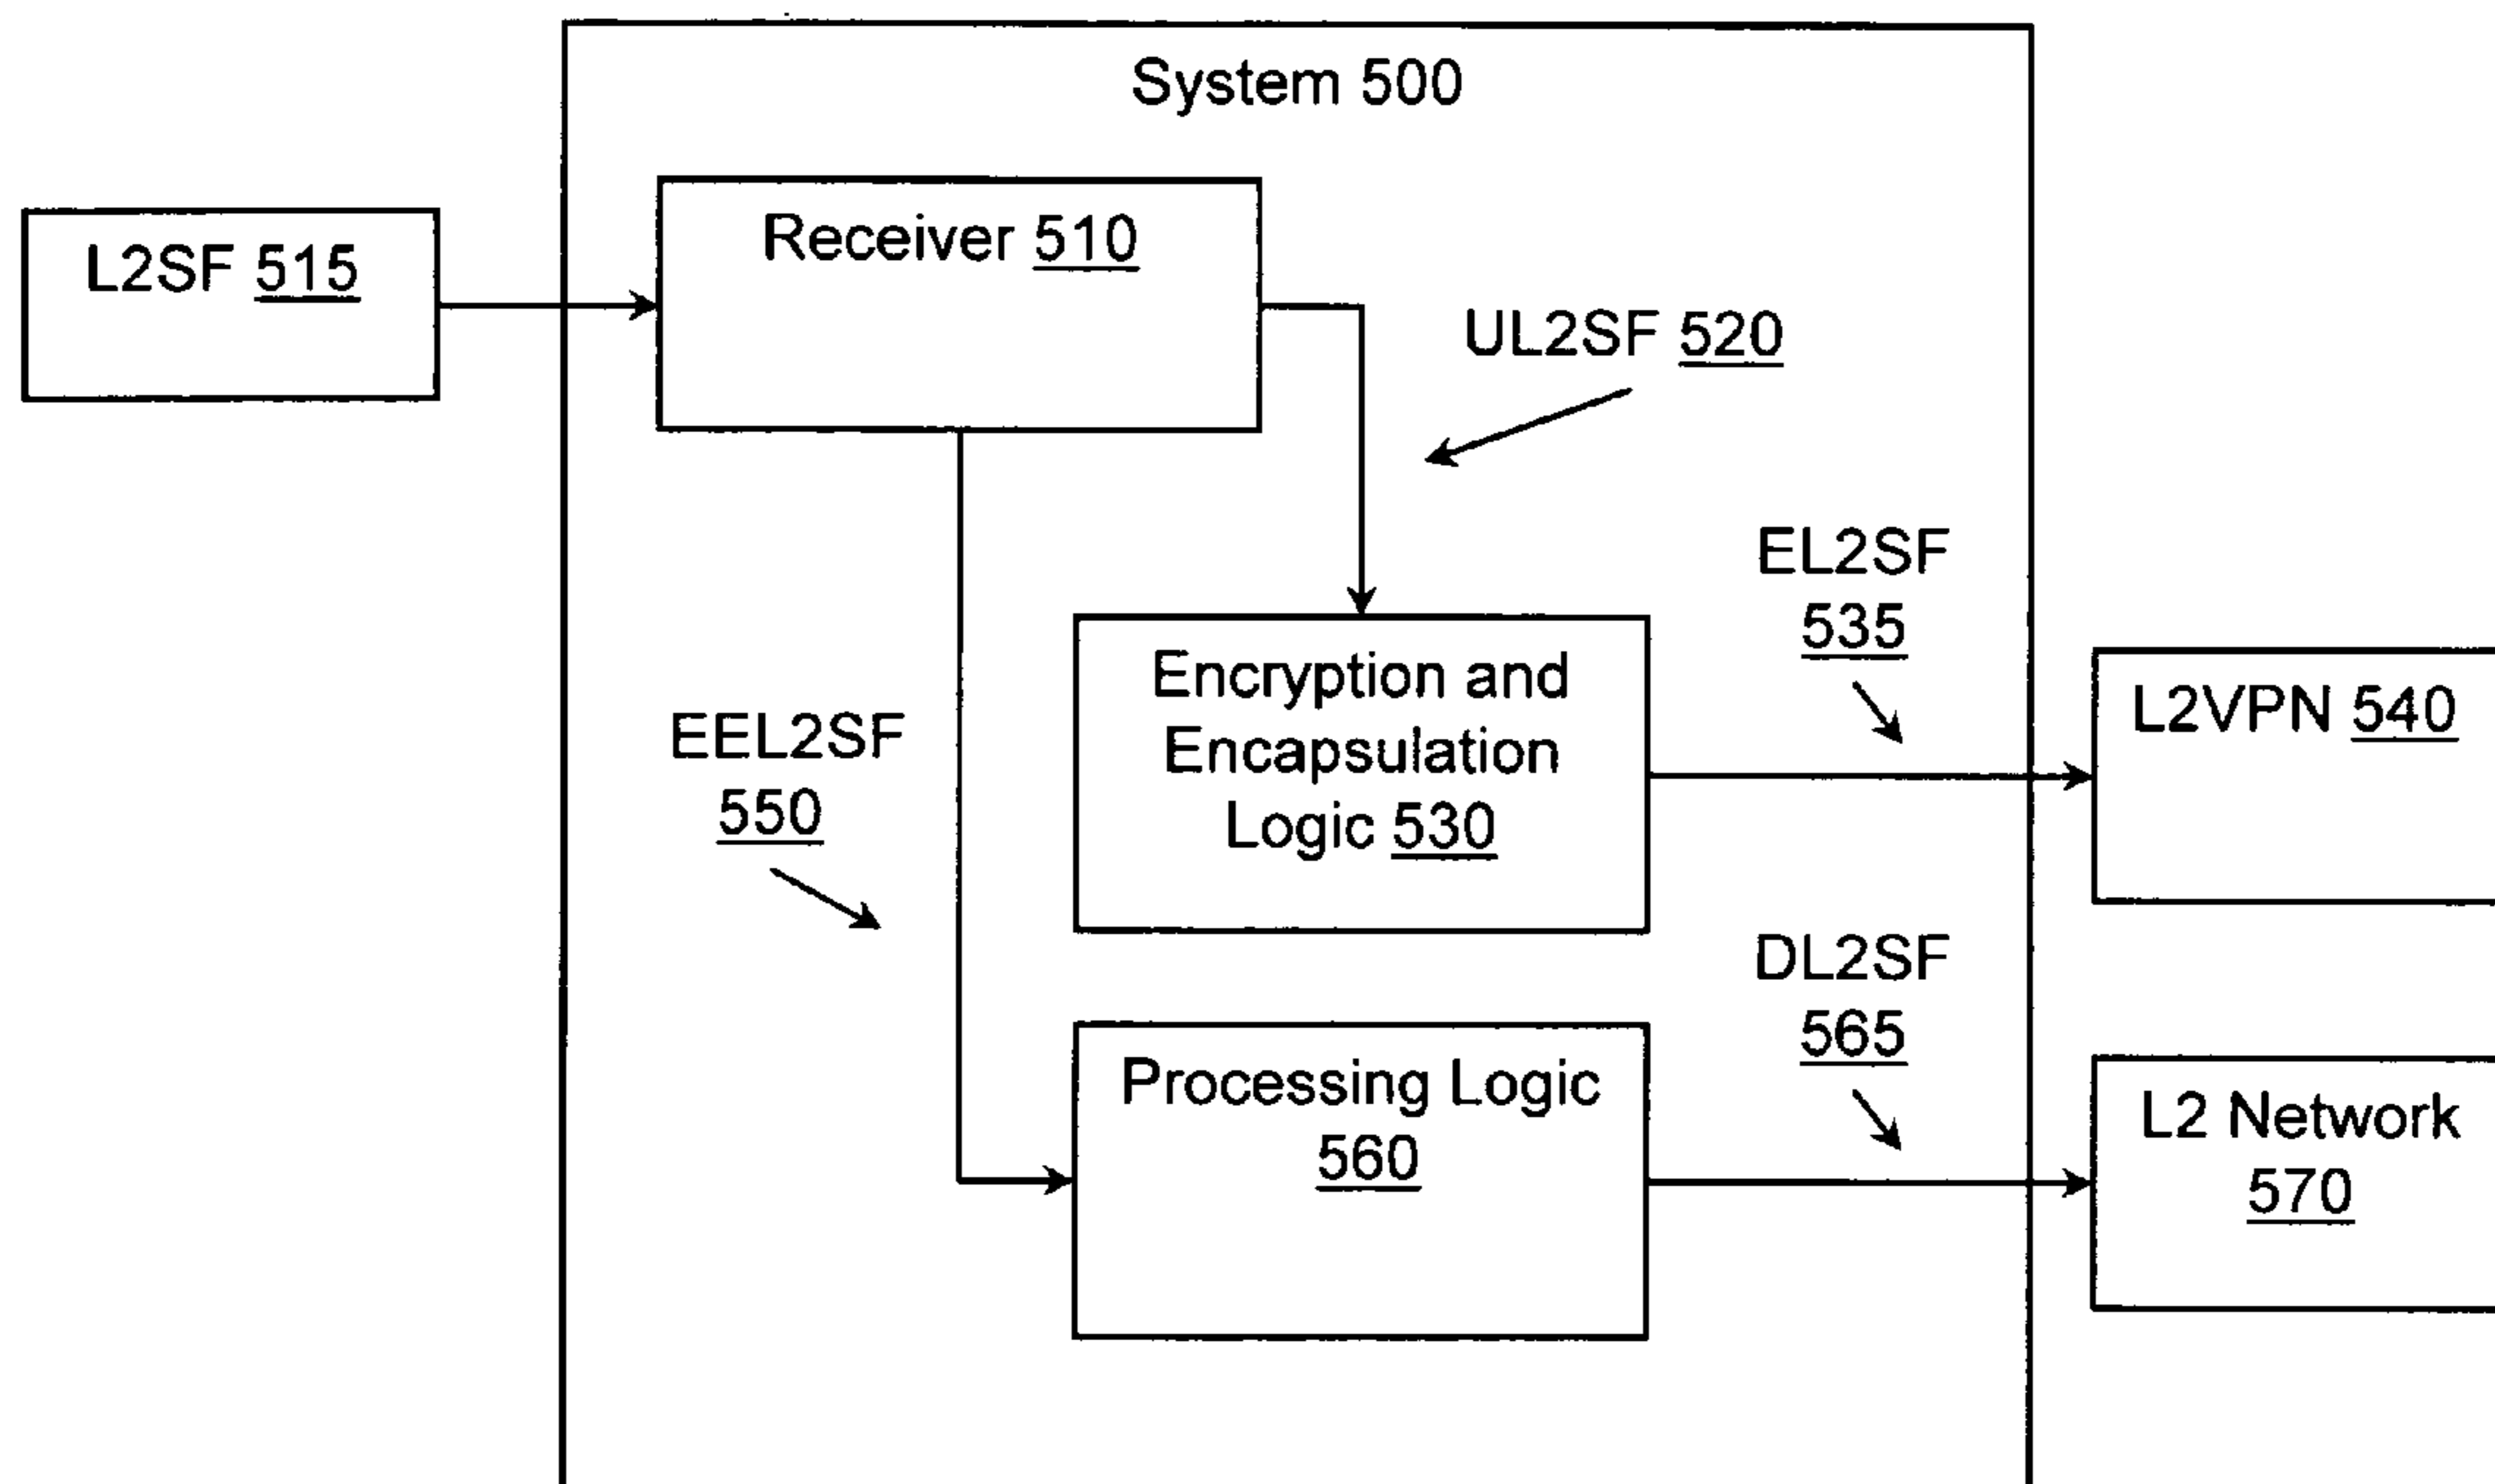 System 500
L2SF 515
Receiver 510
UL2SF 520
EL2SF
535
Encryption and
Encapsulation
Logic 530
L2VPN 540
EEL2SF
550
DL2SF
565
Processing Logic
560
L2 Network
570